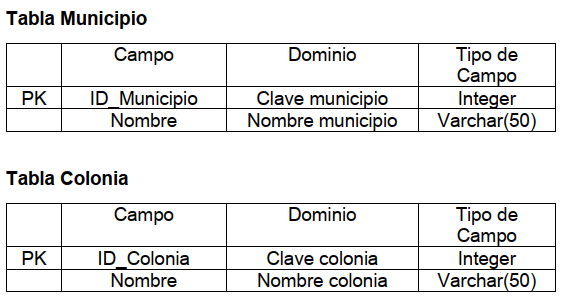 Tabla Municipio
Campo Dominio Tipo de
Campo
PK ID_Municipio Clave municipio Integer
Nombre Nombre municipio Varchar(50)
Tabla Colonia
Campo Dominio Tipo de
Campo
PK ID_Colonia Clave colonia Integer
Nombre Nombre colonia Varchar(50)